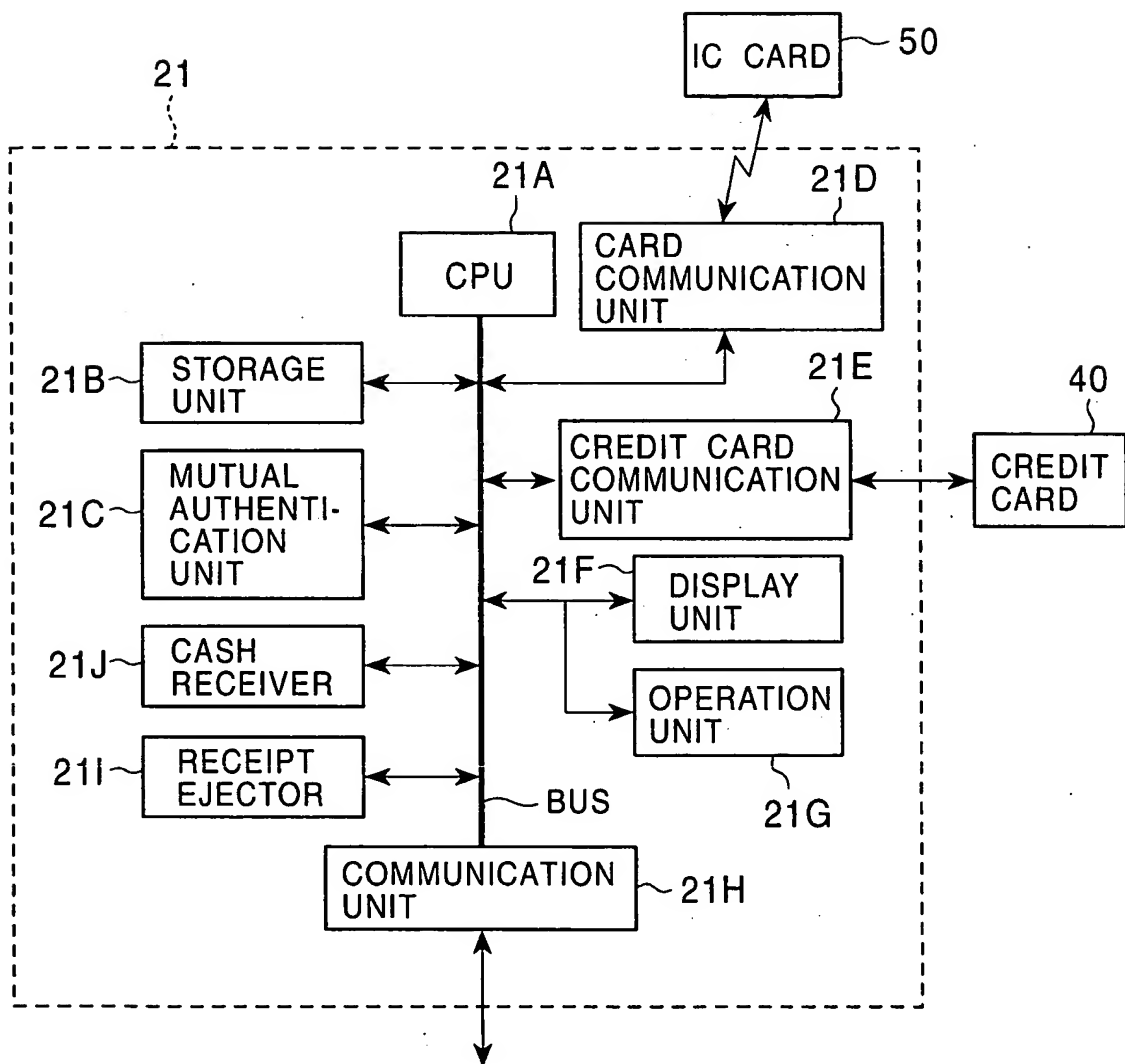 IC CARD
50
21
21A
21D
CPU
CARD
COMMUNICATION
UNIT
21B
STORAGE
UNIT
21E
40
CREDIT CARD
COMMUNICATION
UNIT
CREDIT
CARD
21C
MUTUAL
AUTHENTI-
CATION
UNIT
21F
DISPLAY
UNIT
21J
CASH
RECEIVER
OPERATION
UNIT
21I
RECEIPT
EJECTOR
BUS
21G
COMMUNICATION
UNIT
21H